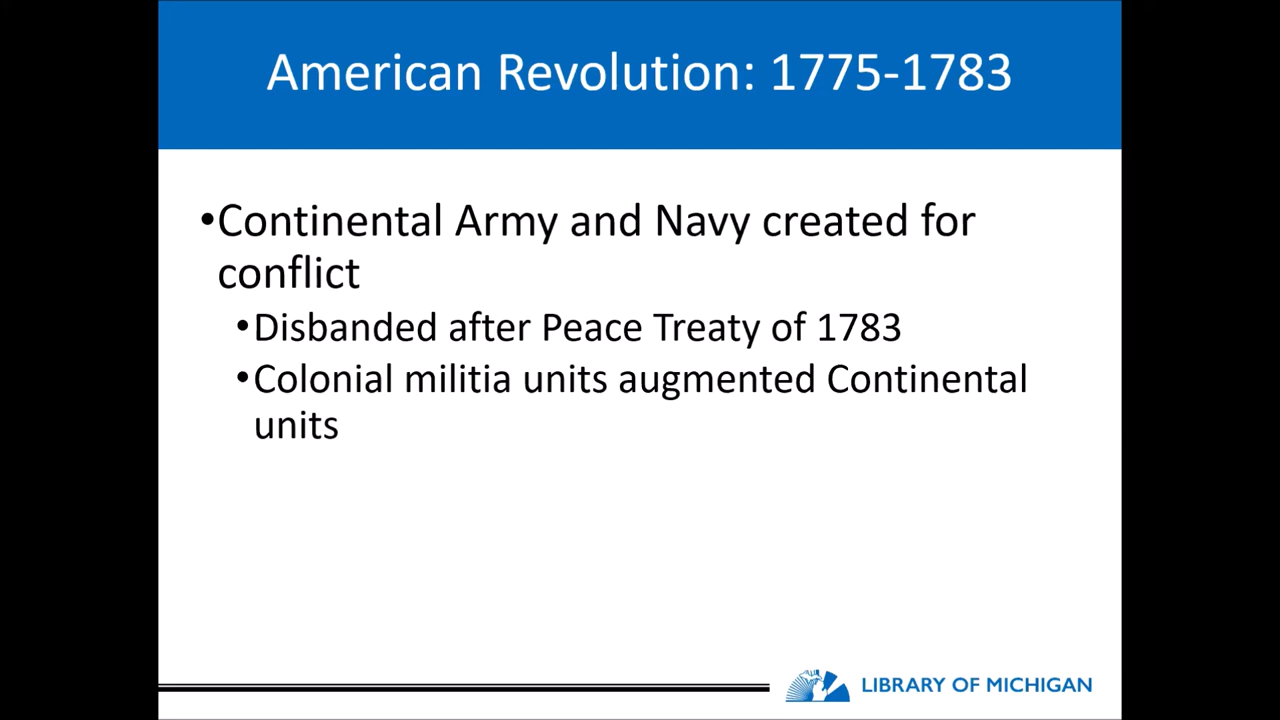 American Revolution: 1775-1783
•Continental Army and Navy created for
conflict
•Disbanded after Peace Treaty of 1783
•Colonial militia units augmented Continental
units
LIBRARY OF MICHIGAN